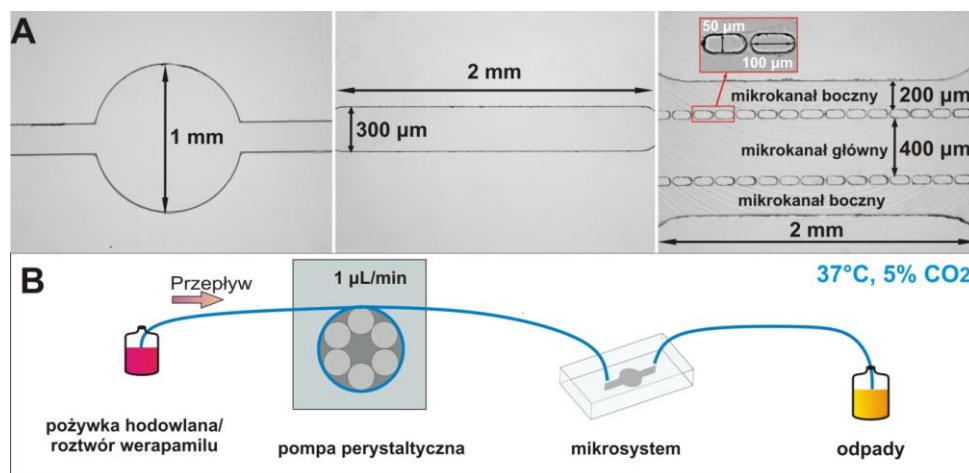 A
1 mm
2 mm
300 µm
50 µm
100 µm
mikrokanał boczny
200 µm
mikrokanał główny
400 µm
mikrokanał boczny
2 mm
B
Przepływ
1 µL/min
37°C, 5% CO2
pożywka hodowlana/
roztwór werapamilu
pompa perystaltyczna
mikrosystem
odpady